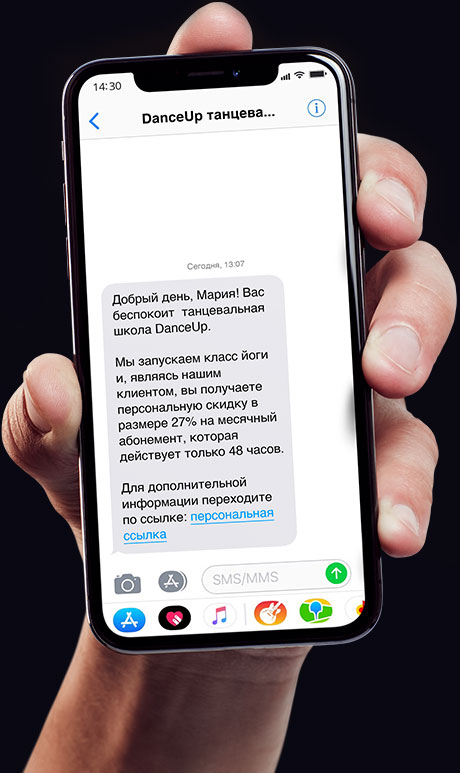 14:30
DanceUp танцева...
Сегодня, 13:07
Добрый день, Мария! Вас
беспокоит танцевальная
школа DanceUp.
Мы запускаем класс йоги
и, являясь нашим
клиентом, вы получаете
персональную скидку в
размере 27% на месячный
абонемент, которая
действует только 48 часов.
Для дополнительной
информации переходите
по ссылке: персональная
ссылка
SMS/MMS